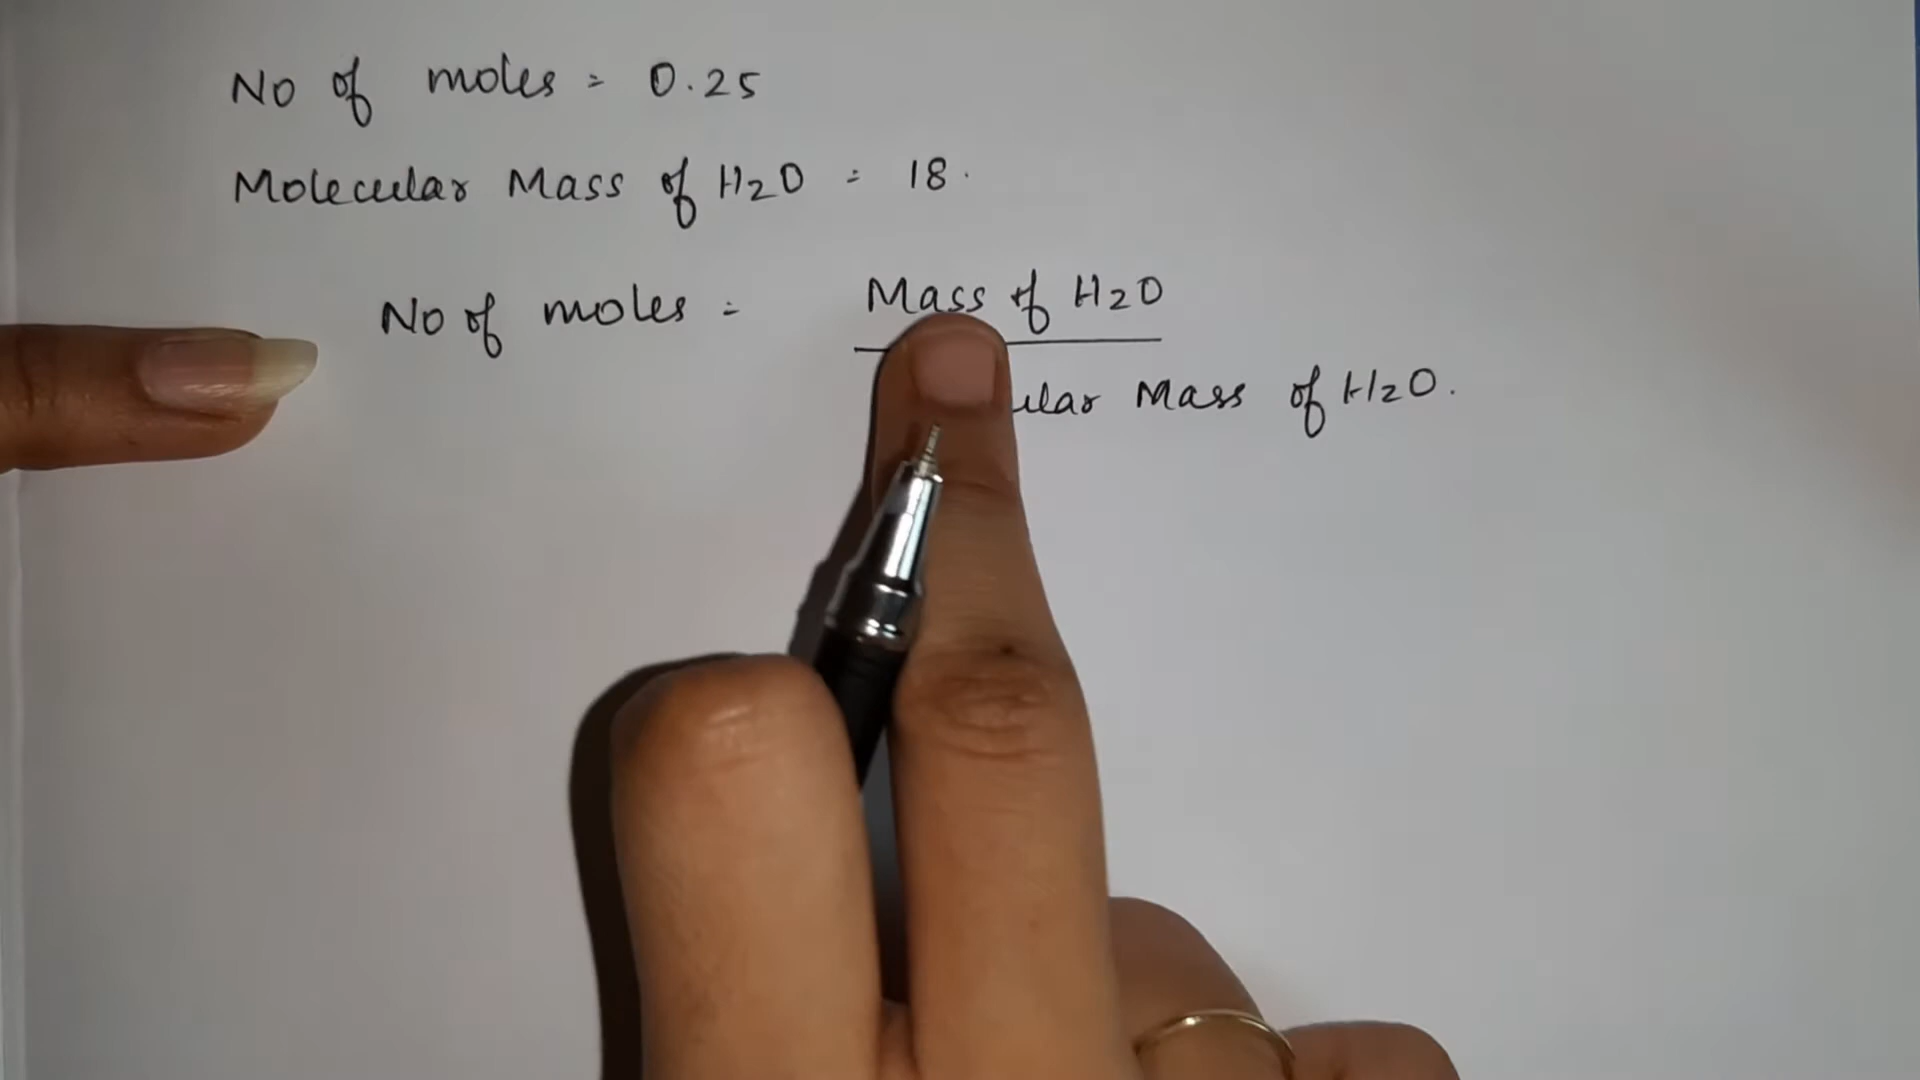 No of moles = 0.25
Molecular Mass of H2O = 18.
No of moles = Mass of H2O
Mass of H2O.